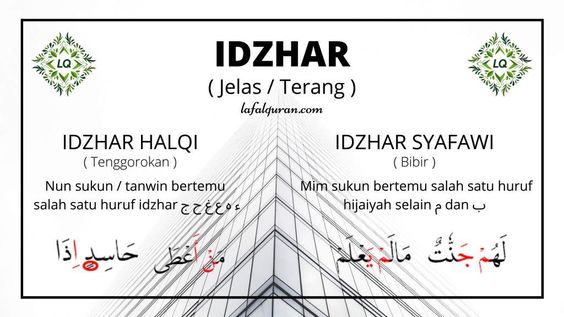 LQ
LQ
IDZHAR
( Jelas / Terang )
lafalquran.com
IDZHAR HALQI
( Tenggorokan )
Nun sukun / tanwin bertemu
salah satu huruf idzhar ء ه ع غ ح ج
مَنْ أَعْطَى حَاسِدٍ إِذَا
IDZHAR SYAFAWI
( Bibir )
Mim sukun bertemu salah satu huruf
hijaiyah selain م dan ب
لَهُمْ جَنّٰتٌ مَالَمْ يَعْلَمْ